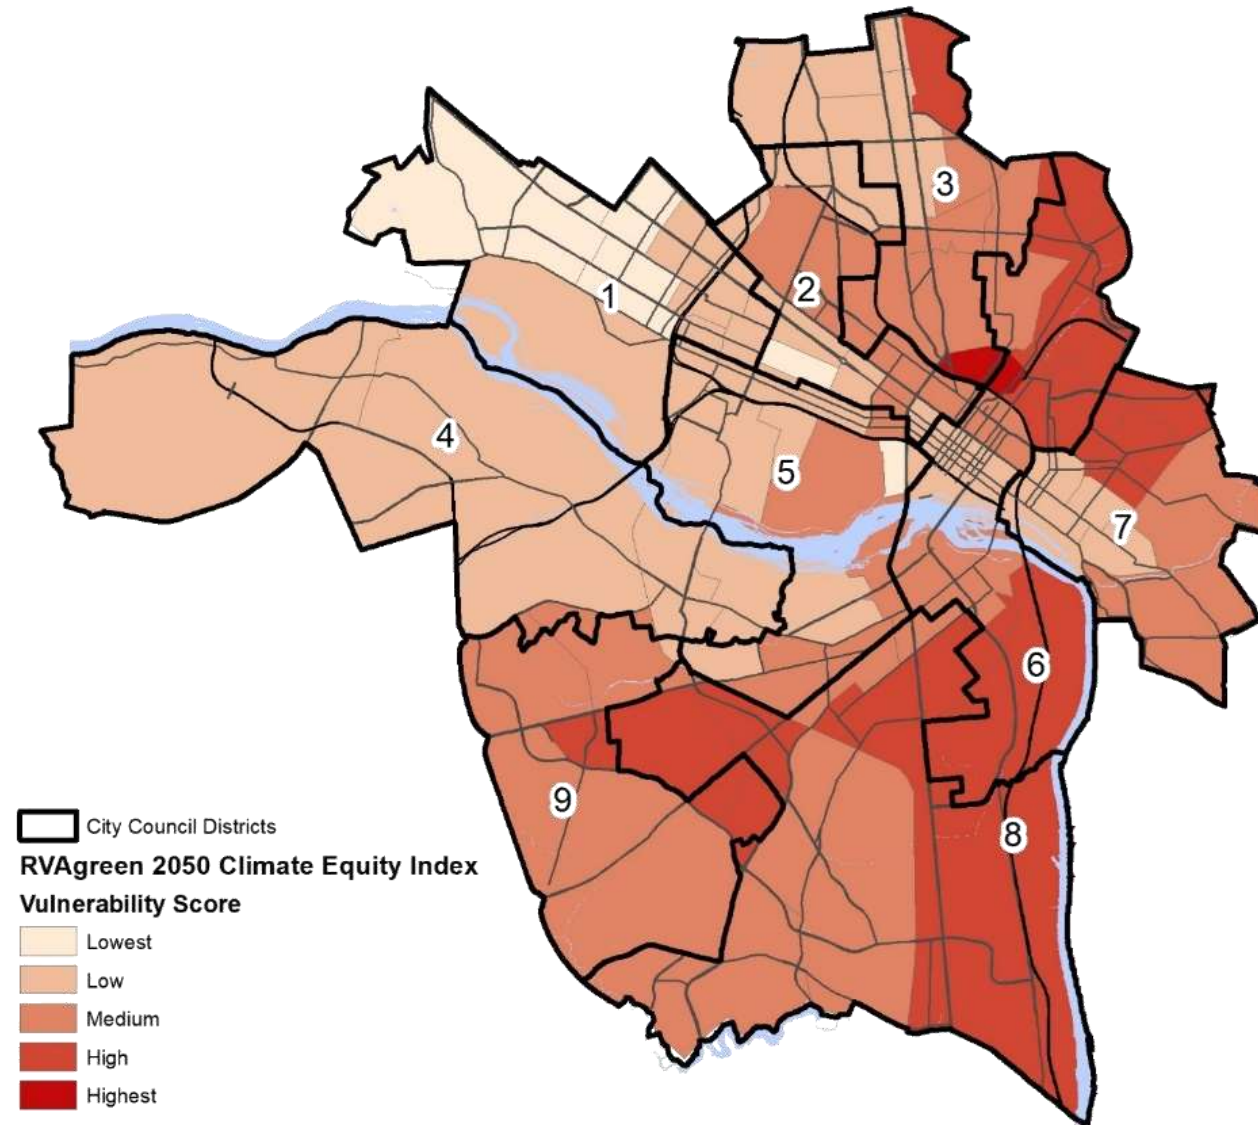 3
2
1
4
5
7
6
9
8
City Council Districts
RVAgreen 2050 Climate Equity Index
Vulnerability Score
Lowest
Low
Medium
High
Highest